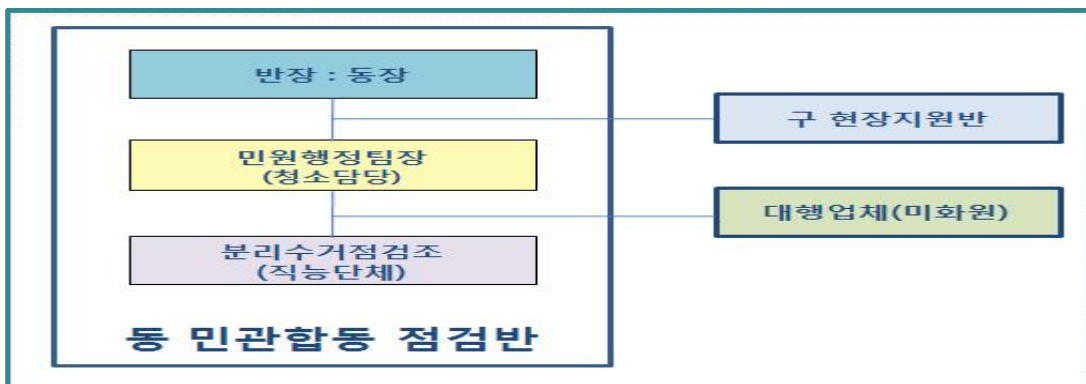 반장 : 동장
구 현장지원반
민원행정팀장
(청소담당)
대행업체(미화원)
분리수거점검조
(직능단체)
동 민관합동 점검반